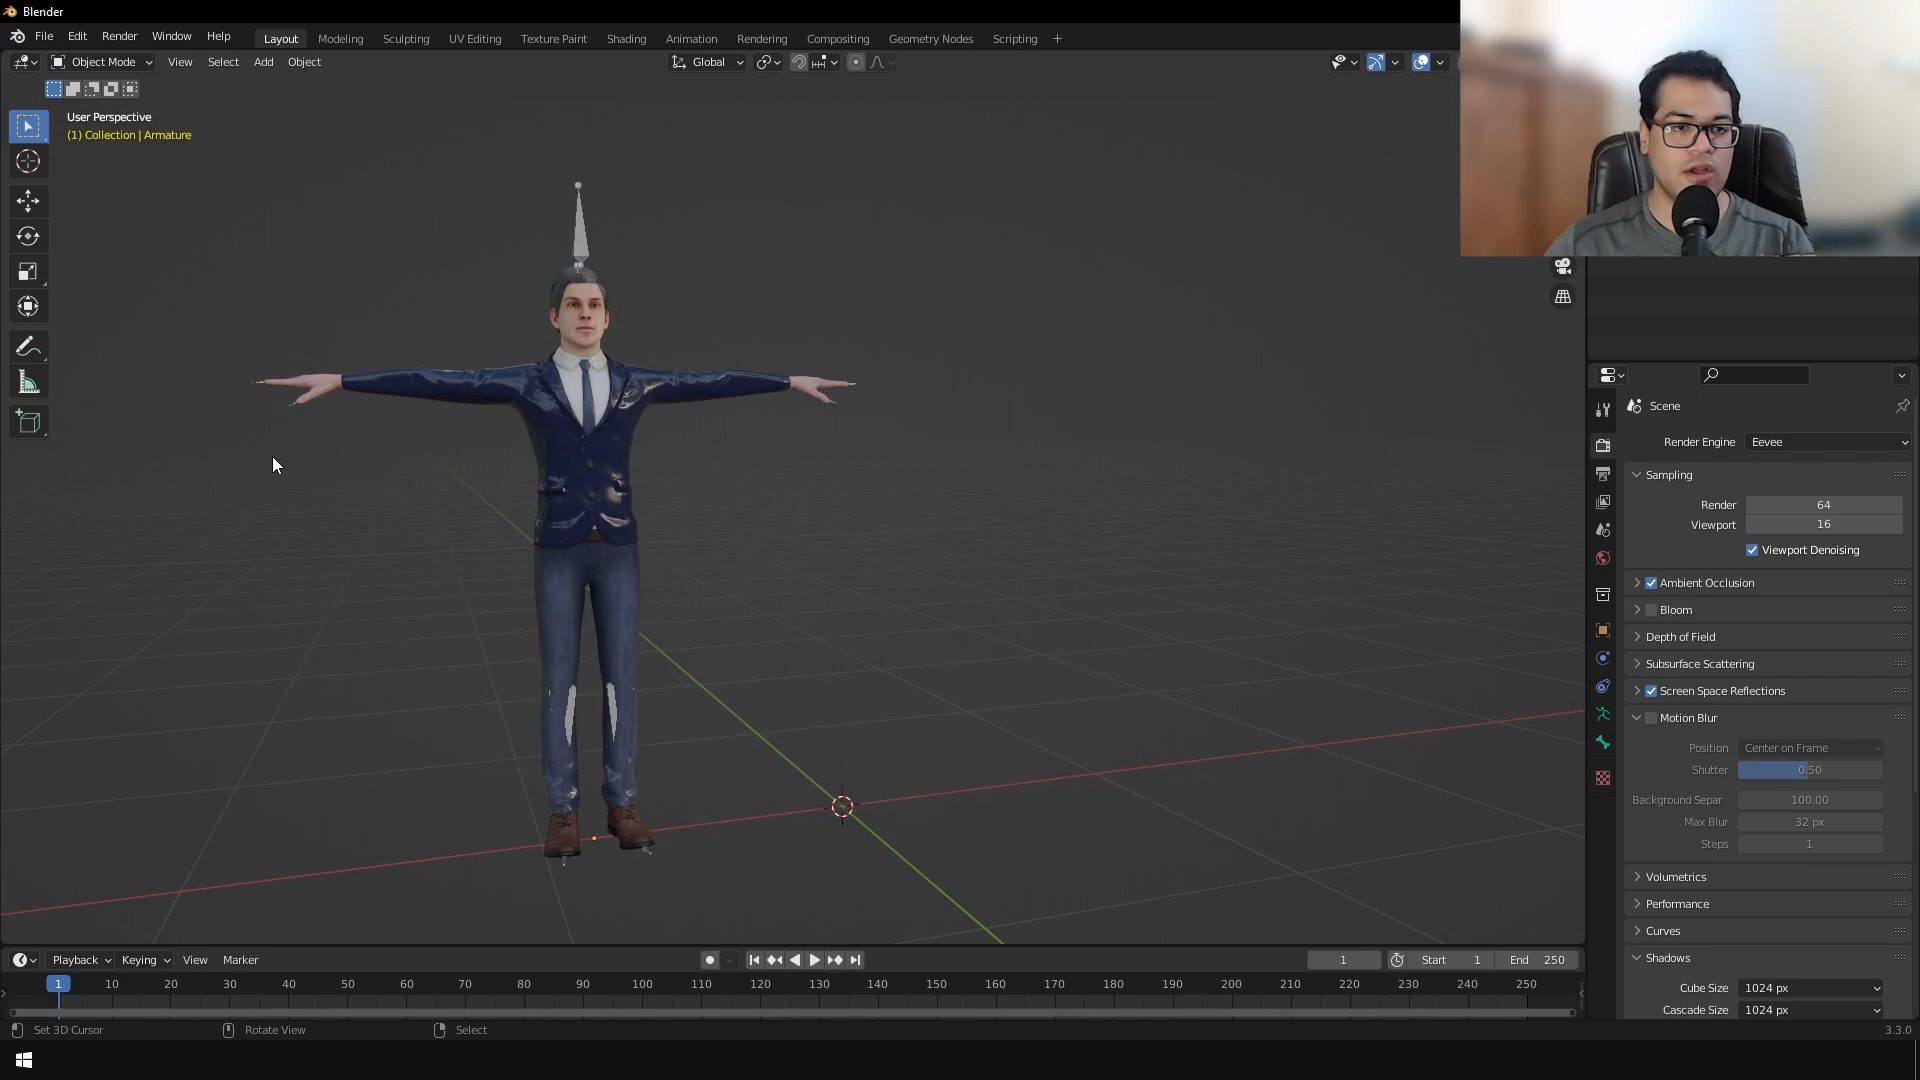 Blender
File Edit Render Window Help
Layout Modeling Sculpting UV Editing Texture Paint Shading Animation Rendering Compositing Geometry Nodes Scripting +
Object Mode View Select Add Object Global
User Perspective
(1) Collection | Armature
Scene
Render Engine Eevee
Sampling
Render 64
Viewport 16
Viewport Denoising
Ambient Occlusion
Bloom
Depth of Field
Subsurface Scattering
Screen Space Reflections
Motion Blur
Position Center on Frame
Shutter 0.50
Background Separ 100.00
Max Blur 32 px
Steps 1
Volumetrics
Performance
Curves
Shadows
Cube Size 1024 px
Cascade Size 1024 px
Playback Keying View Marker 1 Start 1 End 250
1 10 20 30 40 50 60 70 80 90 100 110 120 130 140 150 160 170 180 190 200 210 220 230 240 250
Set 3D Cursor Rotate View Select 3.3.0